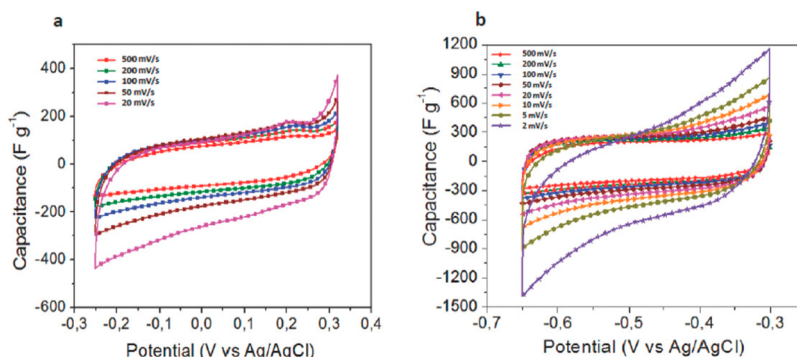 a
500 mV/s
200 mV/s
100 mV/s
50 mV/s
20 mV/s
400
200
0
-200
-400
-600
-0,3
-0,2
-0,1
0,0
0,1
0,2
0,3
0,4
Capacitance (F g⁻¹)
Potential (V vs Ag/AgCl)
b
500 mV/s
200 mV/s
100 mV/s
50 mV/s
20 mV/s
10 mV/s
5 mV/s
2 mV/s
1200
900
600
300
0
-300
-600
-900
-1200
-1500
-0,7
-0,6
-0,5
-0,4
-0,3
Capacitance (F g⁻¹)
Potential (V vs Ag/AgCl)